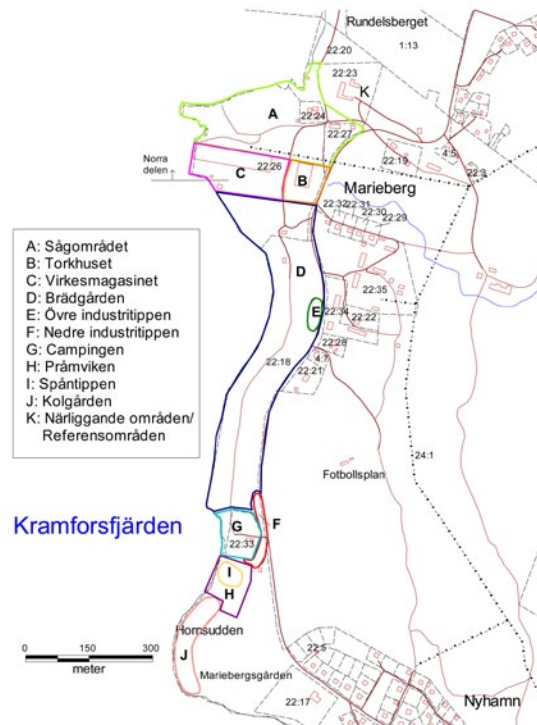 Rundelsberget
22:20
1:13
22:23
K
A
22:24
22:27
4:5
22:19
22:3
Norra
delen
C
22:26
B
Marieberg
22:32
22:31
22:30
22:29
A: Sågområdet
B: Torkhuset
C: Virkesmagasinet
D: Brädgården
E: Övre industritippen
F: Nedre industritippen
G: Campingen
H: Pråmviken
I: Spåntippen
J: Kolgården
K: Närliggande områden/
Referensområden
D
22:35
E
22:34
22:22
22:28
4:7
22:21
22:18
24:1
Fotbollsplan
Kramforsfjärden
G
F
22:33
I
H
Hornsudden
0
150
300
meter
J
Mariebergsgården
22:5
22:17
Nyhamn